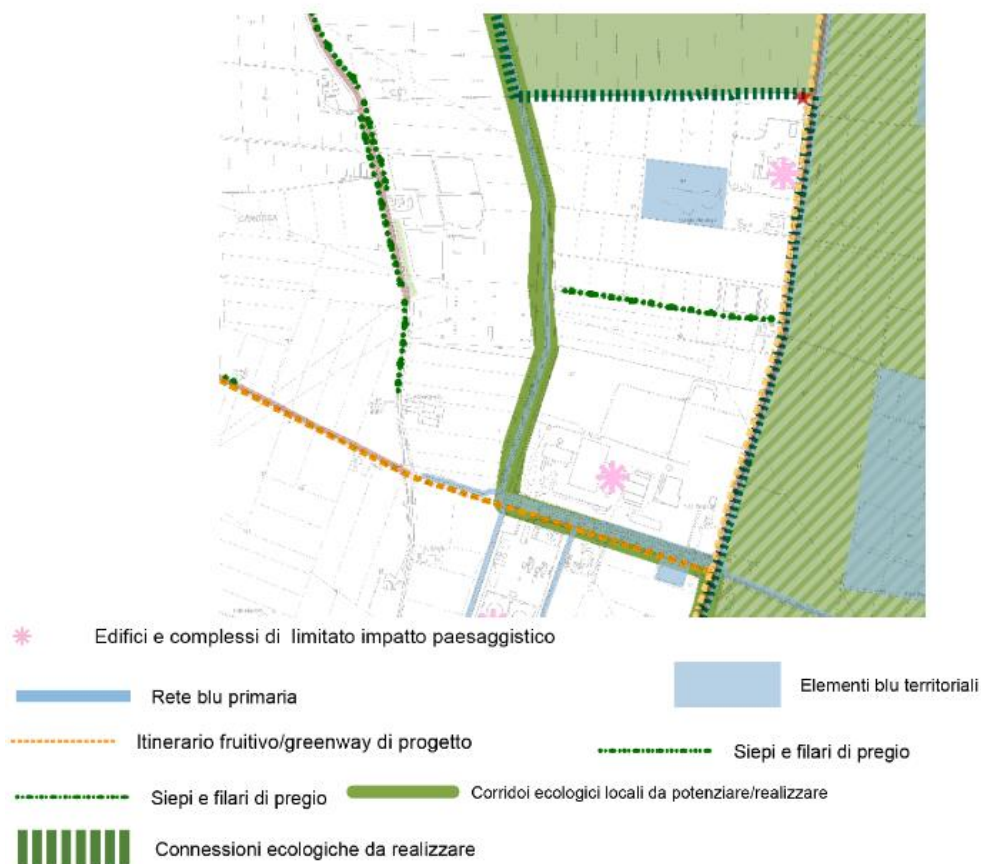 Edifici e complessi di limitato impatto paesaggistico
Rete blu primaria
Elementi blu territoriali
Itinerario fruitivo/greenway di progetto
Siepi e filari di pregio
Siepi e filari di pregio
Corridoi ecologici locali da potenziare/realizzare
Connessioni ecologiche da realizzare